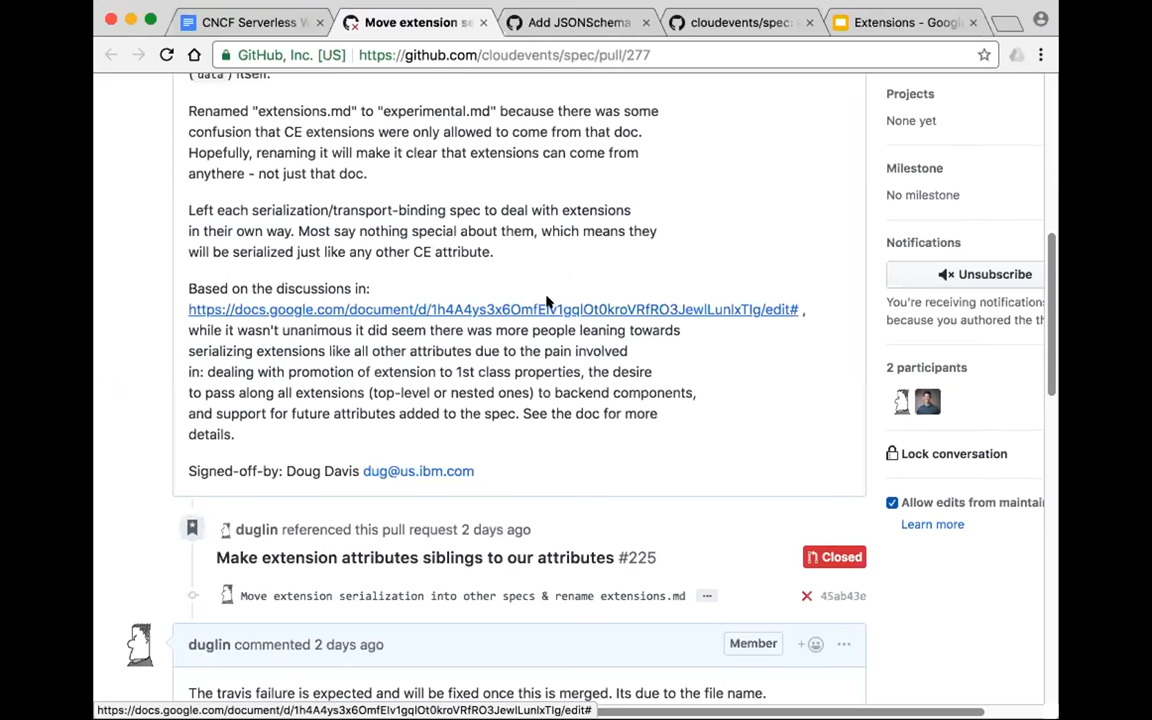 CNCF Serverless W
Move extension se
Add JSONSchema
cloudevents/spec:
Extensions - Googl
GitHub, Inc. [US]
https://github.com/cloudevents/spec/pull/277
(data) itself.
Renamed "extensions.md" to "experimental.md" because there was some
confusion that CE extensions were only allowed to come from that doc.
Hopefully, renaming it will make it clear that extensions can come from
anythere - not just that doc.
Left each serialization/transport-binding spec to deal with extensions
in their own way. Most say nothing special about them, which means they
will be serialized just like any other CE attribute.
Based on the discussions in:
https://docs.google.com/document/d/1h4A4ys3x6OmfElv1gqlOt0kroVRfRO3JewlLunlxTIg/edit# ,
while it wasn't unanimous it did seem there was more people leaning towards
serializing extensions like all other attributes due to the pain involved
in: dealing with promotion of extension to 1st class properties, the desire
to pass along all extensions (top-level or nested ones) to backend components,
and support for future attributes added to the spec. See the doc for more
details.
Signed-off-by: Doug Davis dug@us.ibm.com
duglin referenced this pull request 2 days ago
Make extension attributes siblings to our attributes #225
Closed
Move extension serialization into other specs & rename extensions.md
45ab43e
duglin commented 2 days ago
Member
The travis failure is expected and will be fixed once this is merged. Its due to the file name.
Projects
None yet
Milestone
No milestone
Notifications
Unsubscribe
You're receiving notifications
because you authored the th
2 participants
Lock conversation
Allow edits from maintai
Learn more
https://docs.google.com/document/d/1h4A4ys3x6OmfElv1gqlOt0kroVRfRO3JewlLunlxTIg/edit#